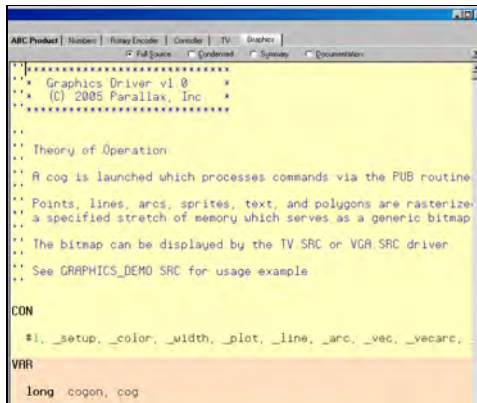 ABC Product Numbers Rotary Encoder Controller TV Graphics
Full Source Condensed Summary Documentation
''******************************
''* Graphics Driver v1.0 *
''* (C) 2005 Parallax, Inc *
''******************************
''
'' Theory of Operation
''
'' A cog is launched which processes commands via the PUB routine
''
'' Points, lines, arcs, sprites, text, and polygons are rasterize
'' a specified stretch of memory which serves as a generic bitmap
''
'' The bitmap can be displayed by the TV.SRC or VGA.SRC driver
''
'' See GRAPHICS_DEMO SRC for usage example
''
CON
#1, _setup, _color, _width, _plot, _line, _arc, _vec, _vecarc, _
VAR
long cogon, cog